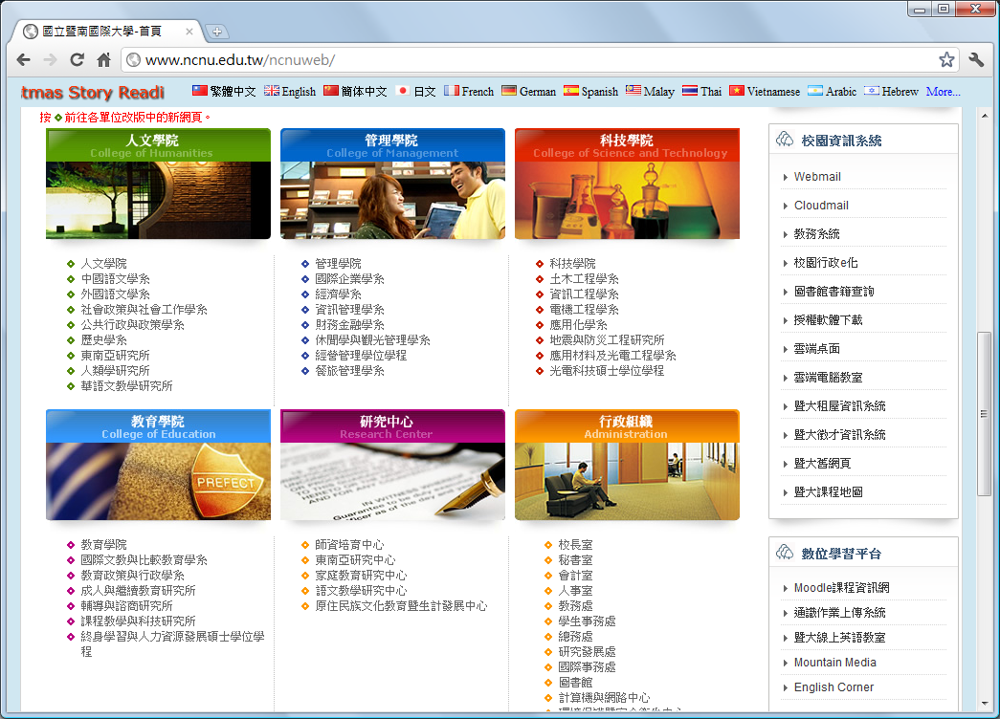 國立暨南國際大學-首頁
www.ncnu.edu.tw/ncnuweb/
tmas Story Readi
繁體中文 English 简体中文 日文 French German Spanish Malay Thai Vietnamese Arabic Hebrew More...
按 前往各單位改版中的新網頁。
人文學院
College of Humanities
人文學院
中國語文學系
外國語文學系
社會政策與社會工作學系
公共行政與政策學系
歷史學系
東南亞研究所
人類學研究所
華語文教學研究所
管理學院
College of Management
管理學院
國際企業學系
經濟學系
資訊管理學系
財務金融學系
休閒學與觀光管理學系
經營管理學位學程
餐旅管理學系
科技學院
College of Science and Technology
科技學院
土木工程學系
資訊工程學系
電機工程學系
應用化學系
地震與防災工程研究所
應用材料及光電工程學系
光電科技碩士學位學程
教育學院
College of Education
PREFECT
教育學院
國際文教與比較教育學系
教育政策與行政學系
成人與繼續教育研究所
輔導與諮商研究所
課程教學與科技研究所
終身學習與人力資源發展碩士學位學
程
研究中心
Research Center
IN WITNESS WHEREOF
Guarantee to be duly executed
as of the day and
師資培育中心
東南亞研究中心
家庭教育研究中心
語文教學研究中心
原住民族文化教育暨生計發展中心
行政組織
Administration
校長室
秘書室
會計室
人事室
教務處
學生事務處
總務處
研究發展處
國際事務處
圖書館
計算機與網路中心
校園資訊系統
Webmail
Cloudmail
教務系統
校園行政e化
圖書館書籍查詢
授權軟體下載
雲端桌面
雲端電腦教室
暨大租屋資訊系統
暨大徵才資訊系統
暨大舊網頁
暨大課程地圖
數位學習平台
Moodle課程資訊網
通識作業上傳系統
暨大線上英語教室
Mountain Media
English Corner